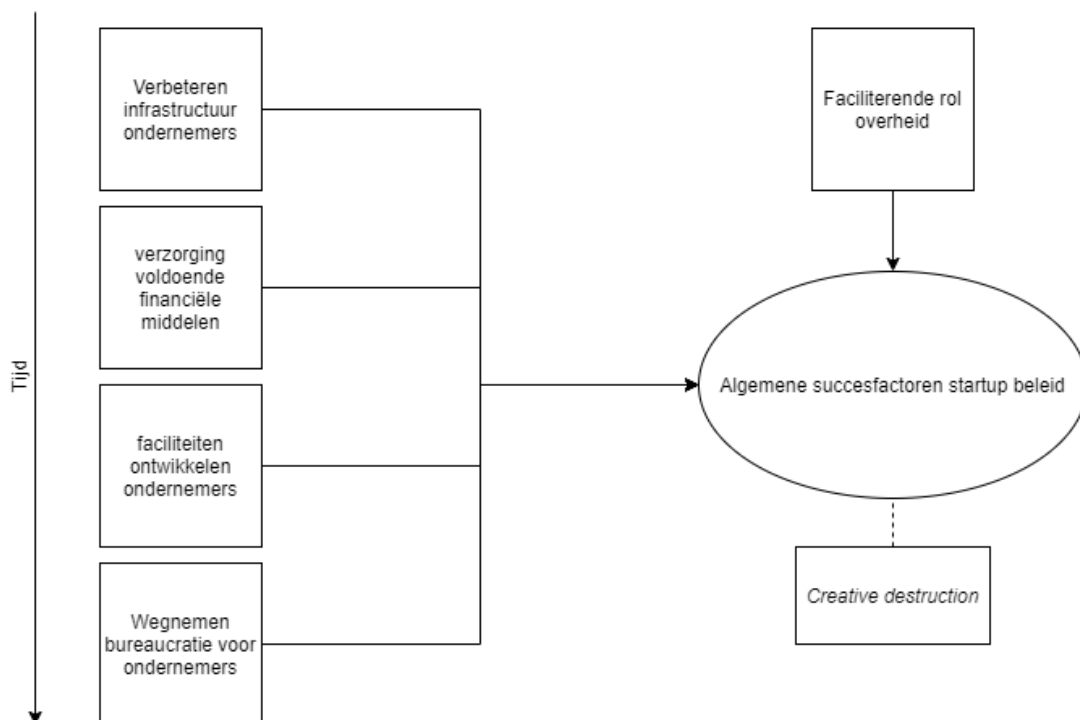 Tijd
Verbeteren
infrastructuur
ondernemers
verzorging
voldoende
financiële
middelen
faciliteiten
ontwikkelen
ondernemers
Wegnemen
bureaucratie voor
ondernemers
Faciliterende rol
overheid
Algemene succesfactoren startup beleid
Creative destruction